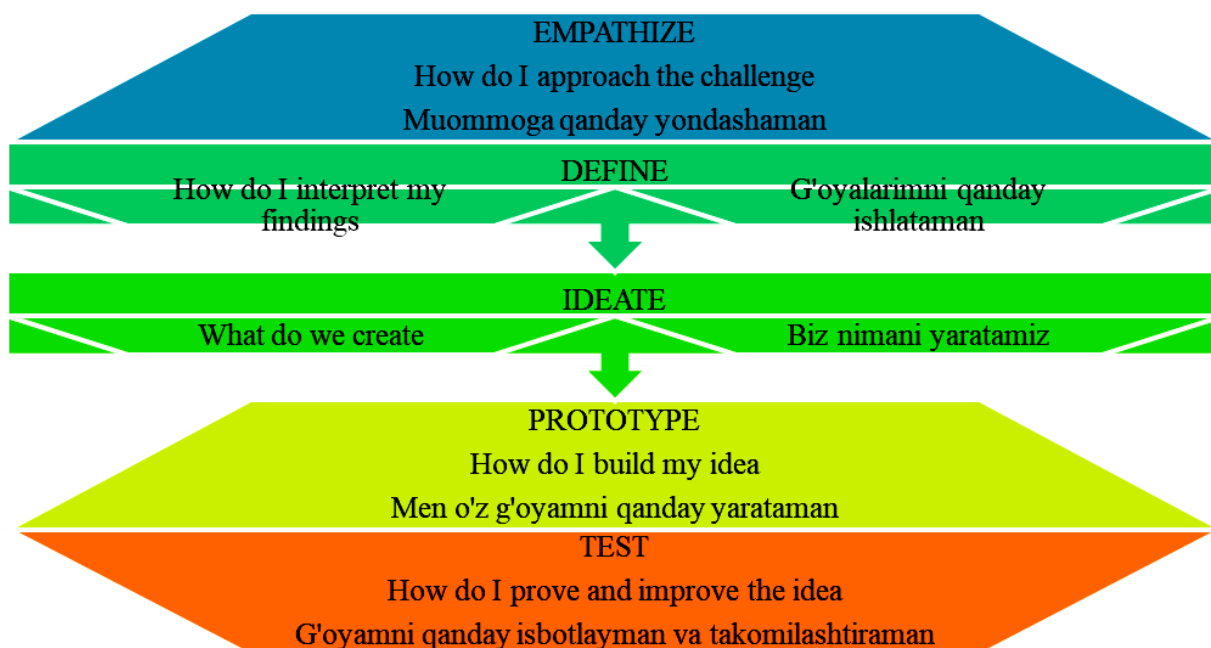 EMPATHIZE
How do I approach the challenge
Muommoga qanday yondashaman
DEFINE
How do I interpret my
findings
G'oyalarimni qanday
ishlataman
IDEATE
What do we create
Biz nimani yaratamiz
PROTOTYPE
How do I build my idea
Men o'z g'oyamni qanday yarataman
TEST
How do I prove and improve the idea
G'oyamni qanday isbotlayman va takomilashtiraman